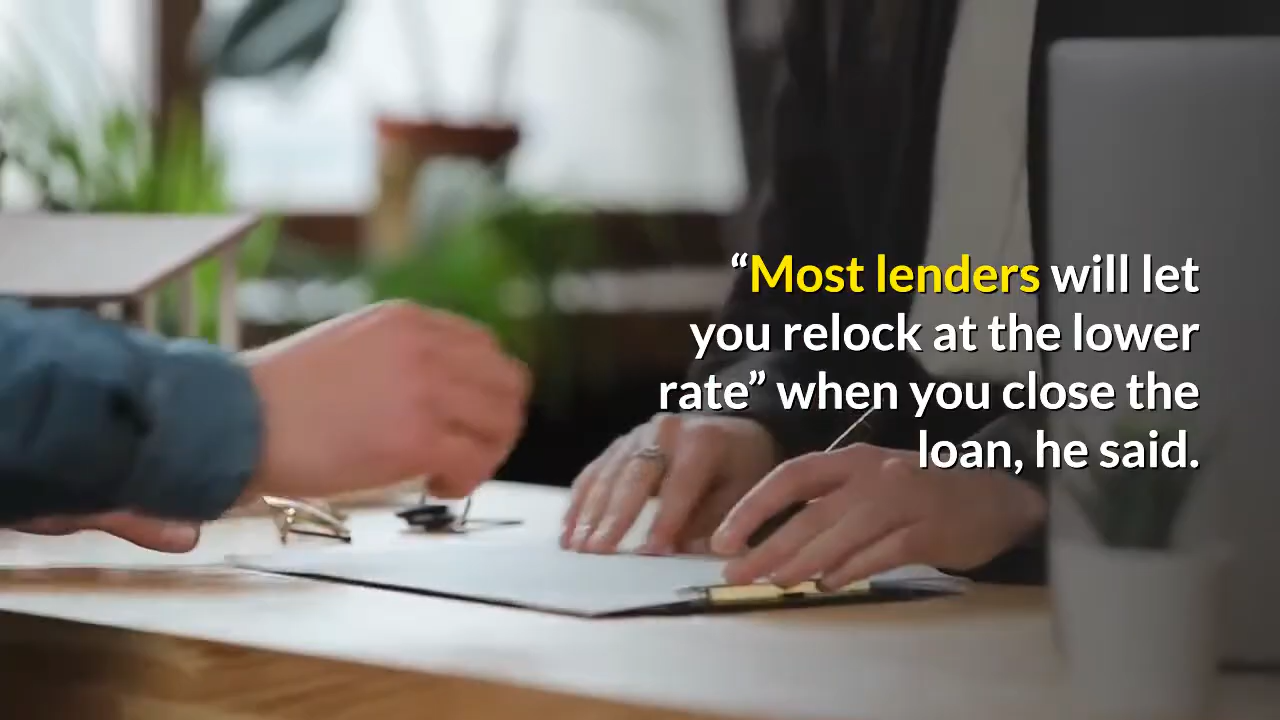 “Most lenders will let
you relock at the lower
rate” when you close the
loan, he said.